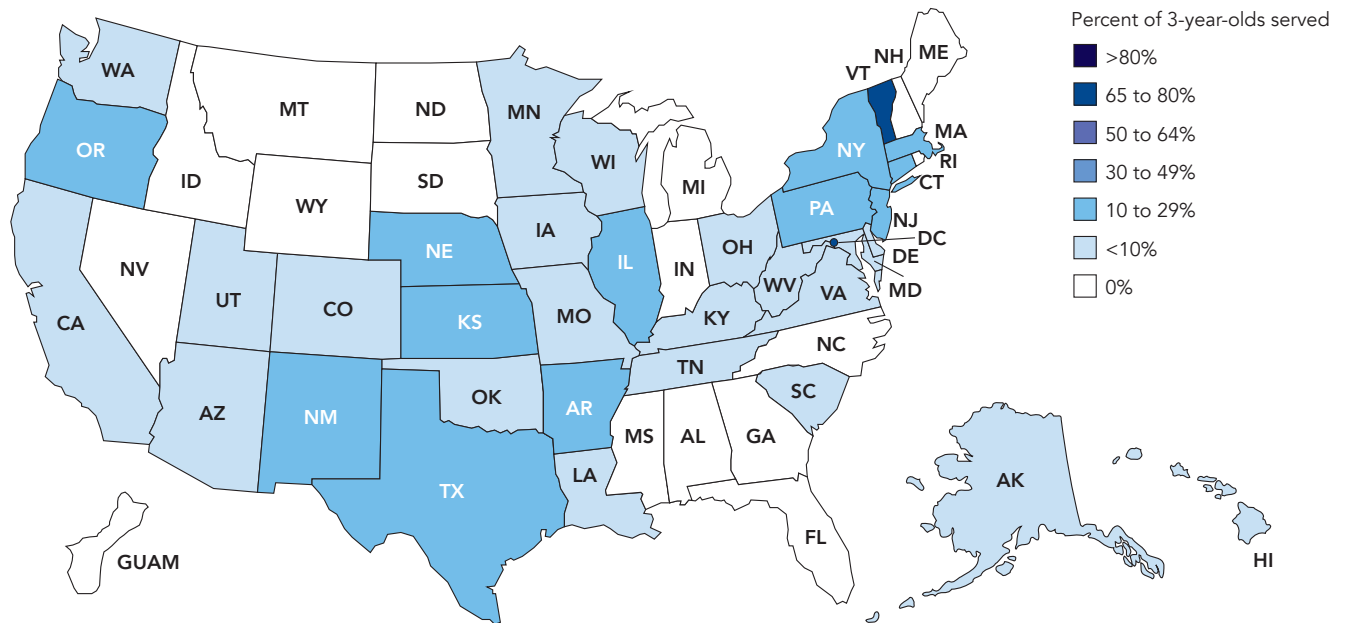 Percent of 3-year-olds served
>80%
65 to 80%
50 to 64%
30 to 49%
10 to 29%
<10%
0%
WA
OR
MT
ID
WY
ND
SD
MN
WI
MI
NE
IA
IL
IN
OH
NV
UT
CO
KS
MO
KY
WV
VA
CA
AZ
NM
OK
AR
TN
NC
SC
TX
LA
MS
AL
GA
FL
PA
NY
VT
NH
ME
MA
RI
CT
NJ
DC
DE
MD
GUAM
AK
HI